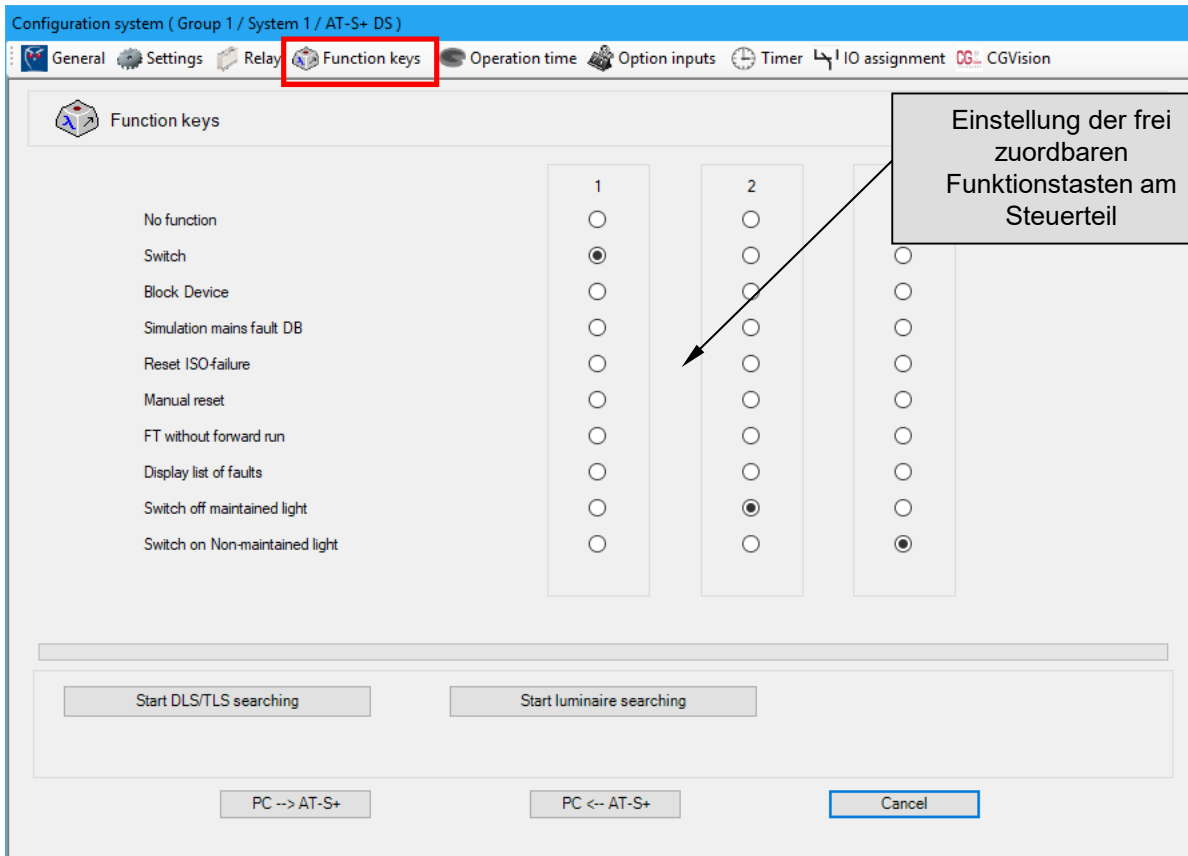 Configuration system ( Group 1 / System 1 / AT-S+ DS )
General Settings Relay Function keys Operation time Option inputs Timer IO assignment CGVision
Function keys
Einstellung der frei
zuordbaren
Funktionstasten am
Steuerteil
1 2
No function
Switch
Block Device
Simulation mains fault DB
Reset ISO-failure
Manual reset
FT without forward run
Display list of faults
Switch off maintained light
Switch on Non-maintained light
Start DLS/TLS searching Start luminaire searching
PC --> AT-S+ PC <-- AT-S+ Cancel